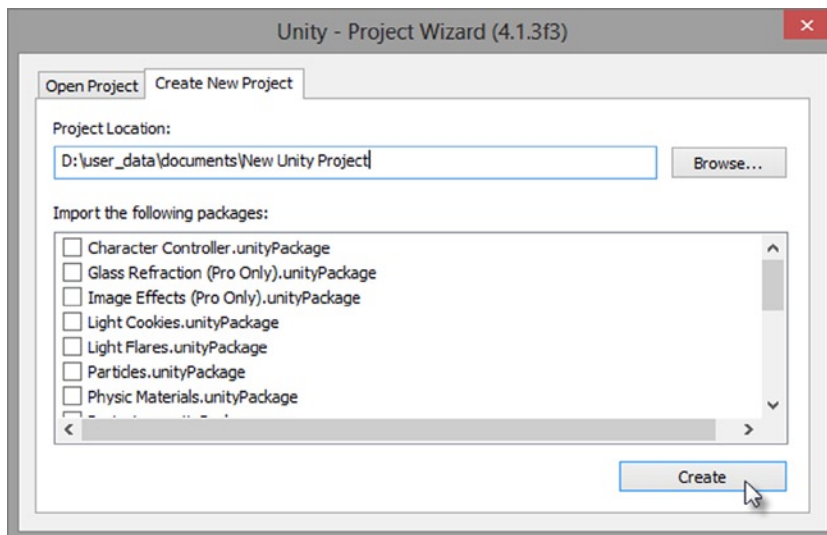 Unity - Project Wizard (4.1.3f3)
Open Project Create New Project
Project Location:
D:\user_data\documents\New Unity Project
Browse...
Import the following packages:
Character Controller.unityPackage
Glass Refraction (Pro Only).unityPackage
Image Effects (Pro Only).unityPackage
Light Cookies.unityPackage
Light Flares.unityPackage
Particles.unityPackage
Physic Materials.unityPackage
Create